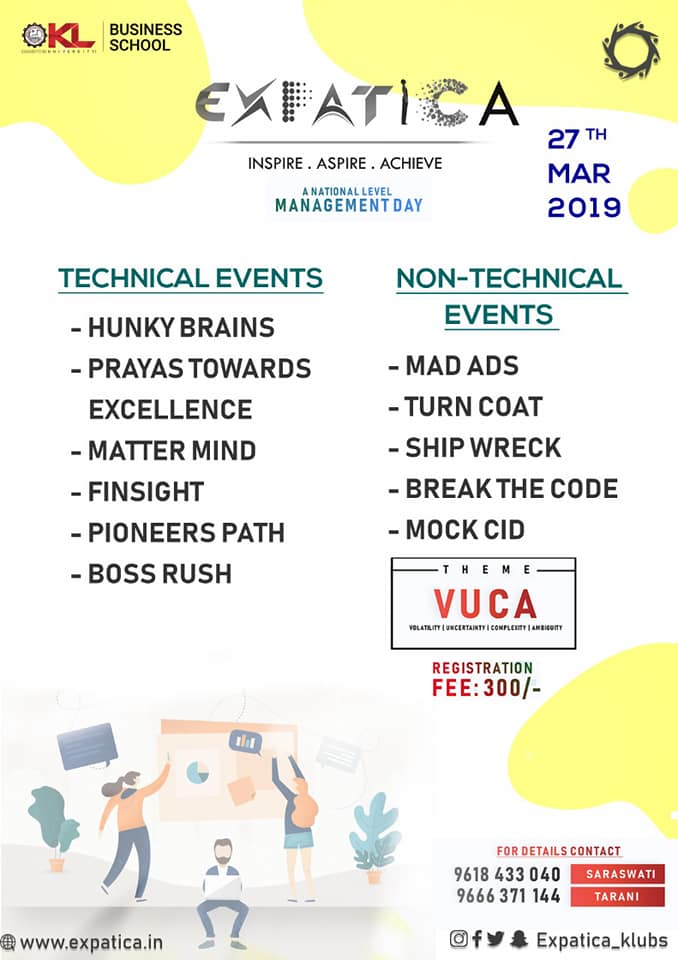 KL
UNIVERSITY
BUSINESS
SCHOOL
EXPATICA
INSPIRE . ASPIRE . ACHIEVE
A NATIONAL LEVEL
MANAGEMENT DAY
27 TH
MAR
2019
TECHNICAL EVENTS
- HUNKY BRAINS
- PRAYAS TOWARDS
EXCELLENCE
- MATTER MIND
- FINSIGHT
- PIONEERS PATH
- BOSS RUSH
NON-TECHNICAL
EVENTS
- MAD ADS
- TURN COAT
- SHIP WRECK
- BREAK THE CODE
- MOCK CID
THEME
VUCA
VOLATILITY | UNCERTAINTY | COMPLEXITY | AMBIGUITY
REGISTRATION
FEE: 300/-
FOR DETAILS CONTACT
9618 433 040 SARASWATI
9666 371 144 TARANI
www.expatica.in
Expatica_klubs